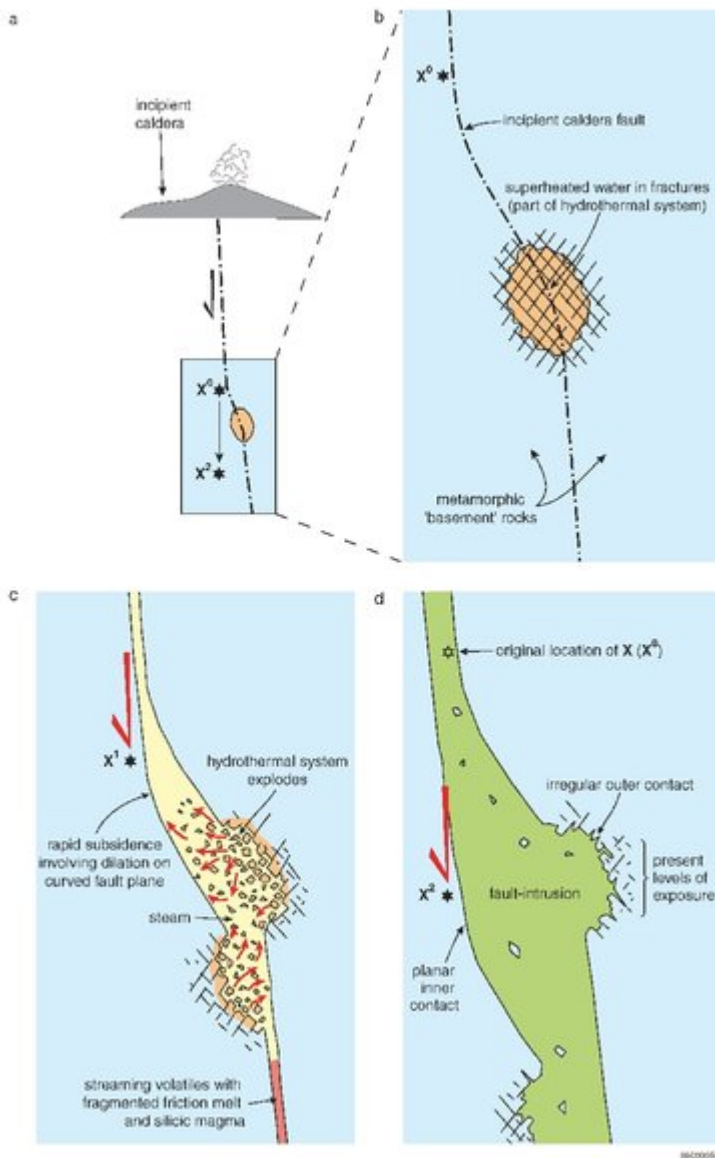 a
incipient
caldera
X⁰
X²
b
X⁰
incipient caldera fault
superheated water in fractures
(part of hydrothermal system)
metamorphic
'basement' rocks
c
hydrothermal system
explodes
X¹
rapid subsidence
involving dilation on
curved fault plane
steam
streaming volatiles with
fragmented friction melt
and silicic magma
d
original location of X (X⁰)
irregular outer contact
present
levels of
exposure
X²
fault-intrusion
planar
inner
contact